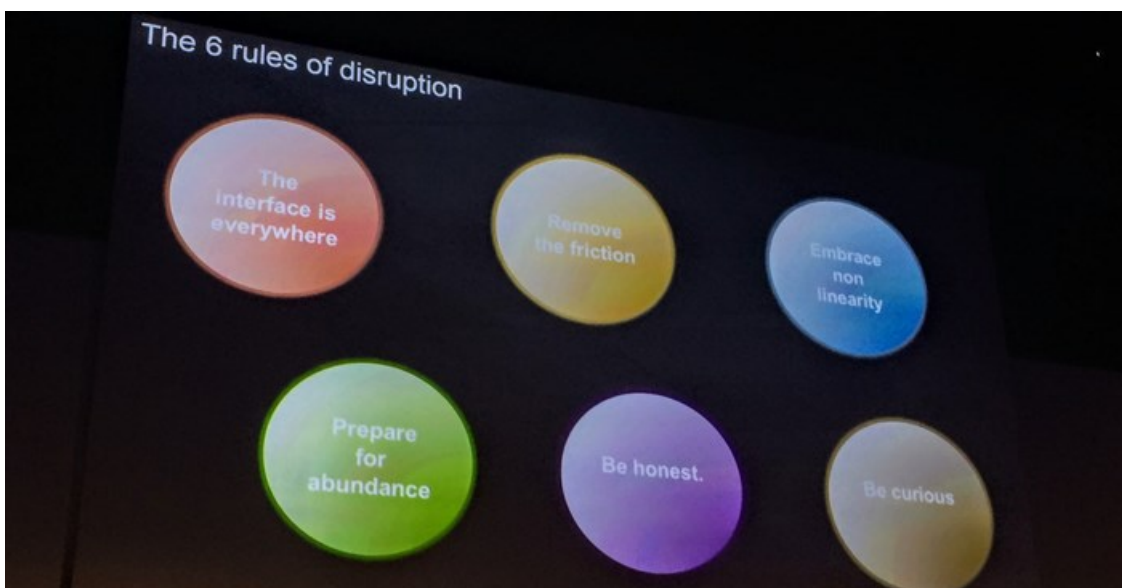 The 6 rules of disruption
The
interface is
everywhere
Remove
the friction
Embrace
non
linearity
Prepare
for
abundance
Be honest.
Be curious